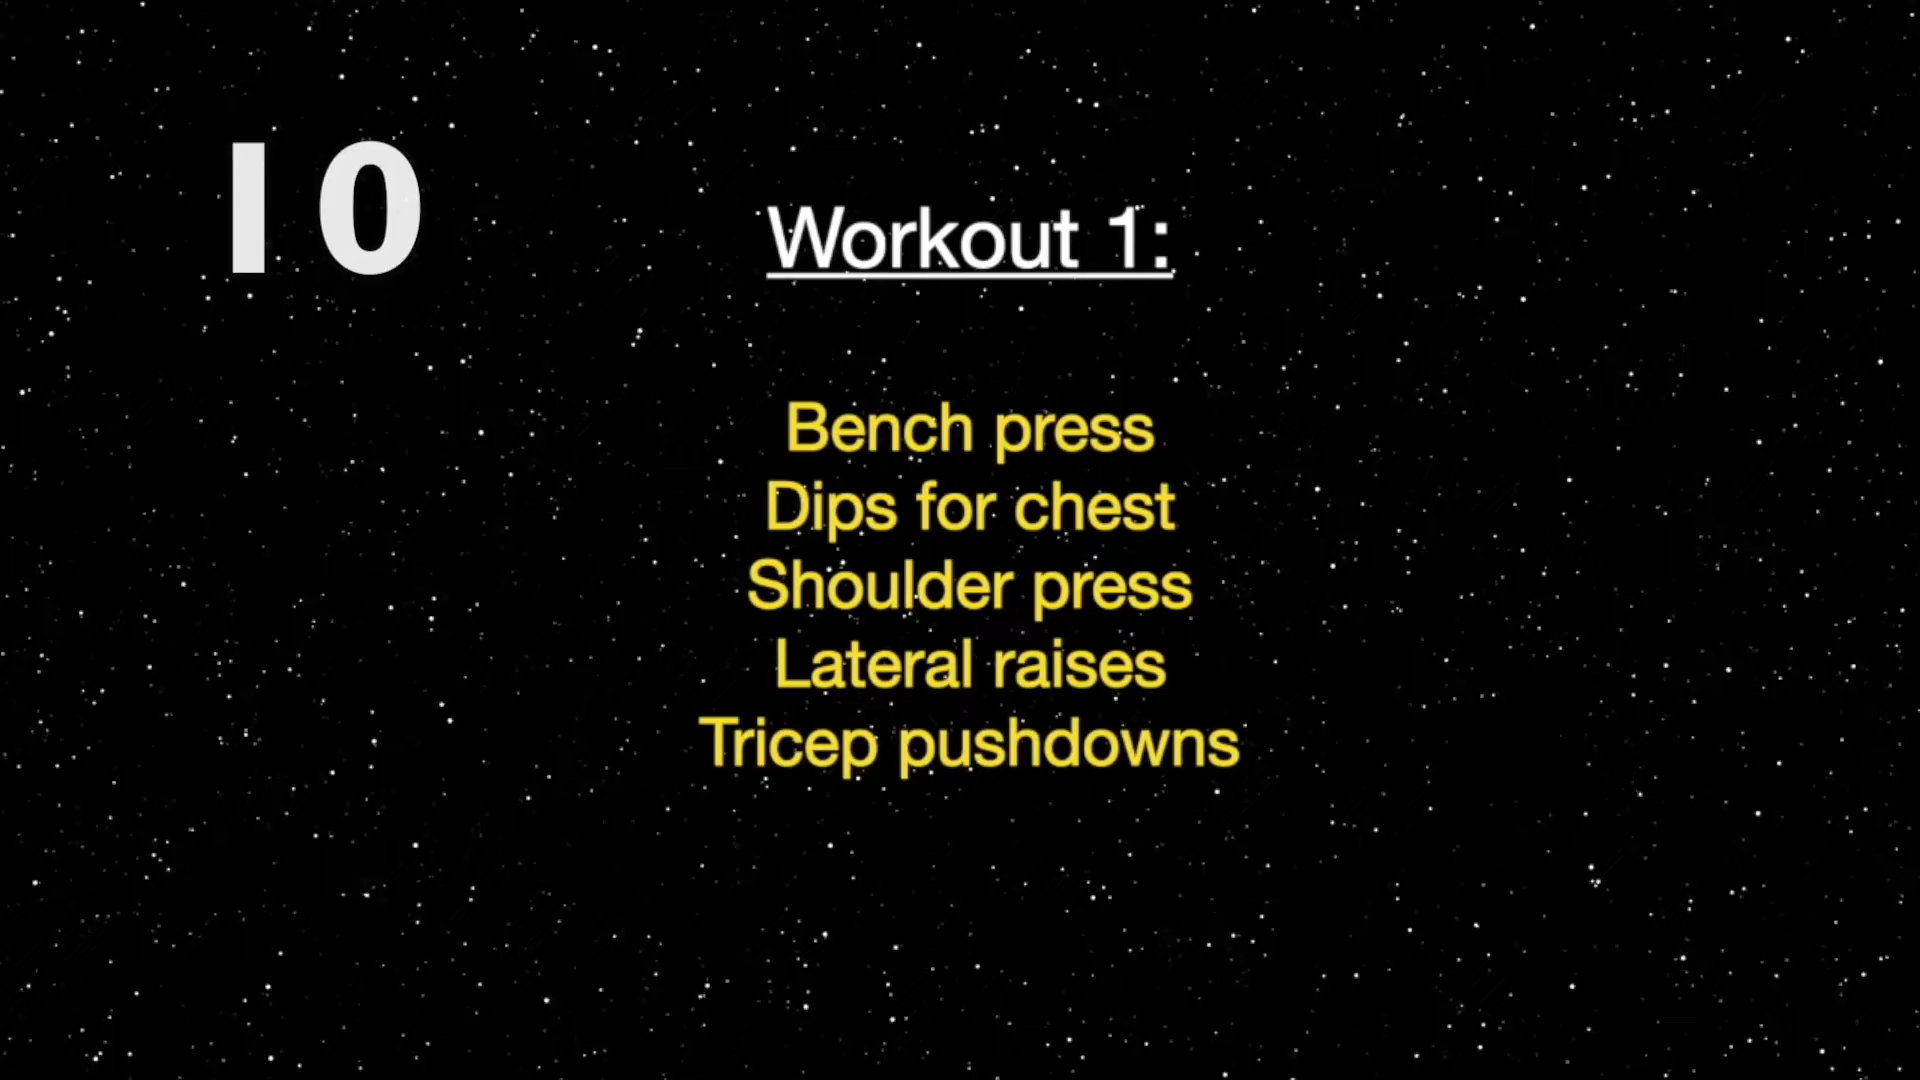 10
Workout 1:
Bench press
Dips for chest
Shoulder press
Lateral raises
Tricep pushdowns